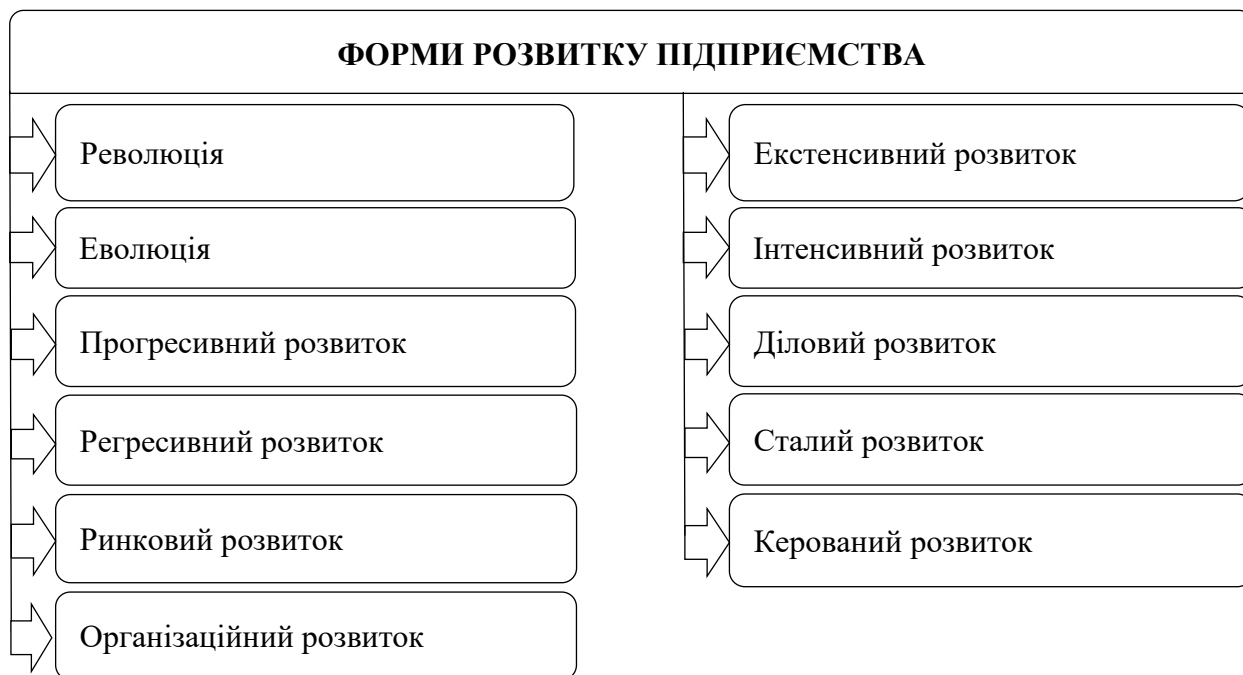 ФОРМИ РОЗВИТКУ ПІДПРИЄМСТВА
Революція
Еволюція
Прогресивний розвиток
Регресивний розвиток
Ринковий розвиток
Організаційний розвиток
Екстенсивний розвиток
Інтенсивний розвиток
Діловий розвиток
Сталий розвиток
Керований розвиток